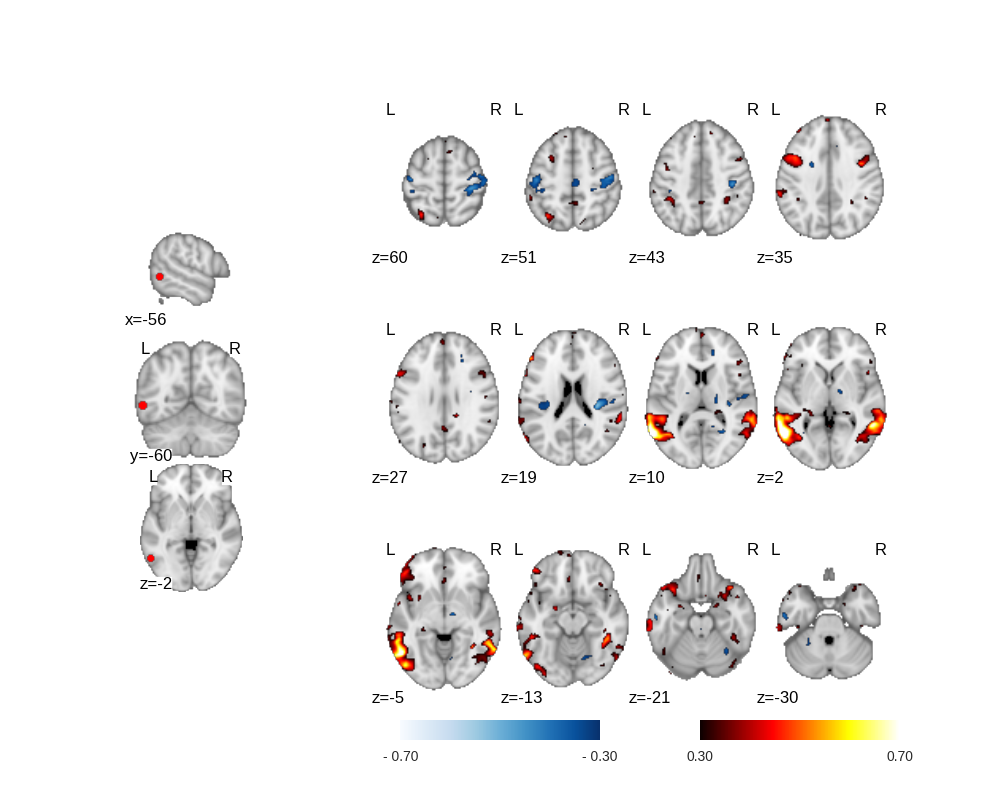 L R L R L R L R
z=60 z=51 z=43 z=35
x=-56
L R
L R L R L R L R
y=-60
L R
z=27 z=19 z=10 z=2
z=-2
L R L R L R L R
z=-5 z=-13 z=-21 z=-30
- 0.70 - 0.30 0.30 0.70